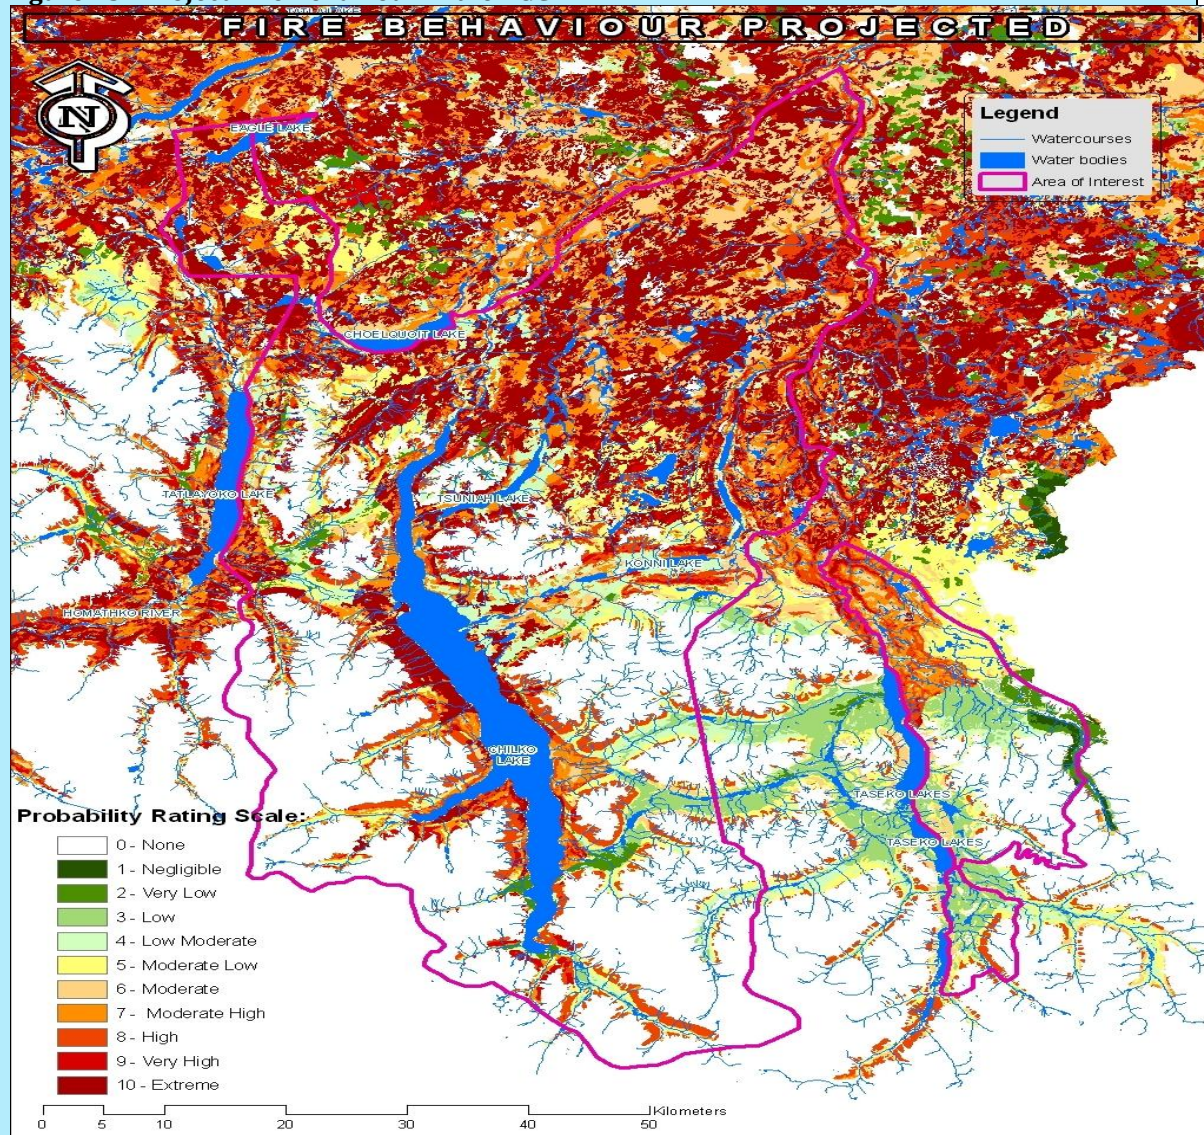 FIRE BEHAVIOUR PROJECTED
N
EAGLE LAKE
Legend
Watercourses
Water bodies
Area of Interest
CHOELQUOIT LAKE
TATLAYOKO LAKE
TSUNIAH LAKE
KONNI LAKE
HOMATHKO RIVER
CHILKO
LAKE
TASEKO LAKES
TASEKO LAKES
Probability Rating Scale:
0 - None
1 - Negligible
2 - Very Low
3 - Low
4 - Low Moderate
5 - Moderate Low
6 - Moderate
7 - Moderate High
8 - High
9 - Very High
10 - Extreme
0 5 10 20 30 40 50 Kilometers